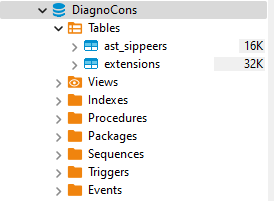 DiagnoCons
Tables
ast_sippeers 16K
extensions 32K
Views
Indexes
Procedures
Packages
Sequences
Triggers
Events